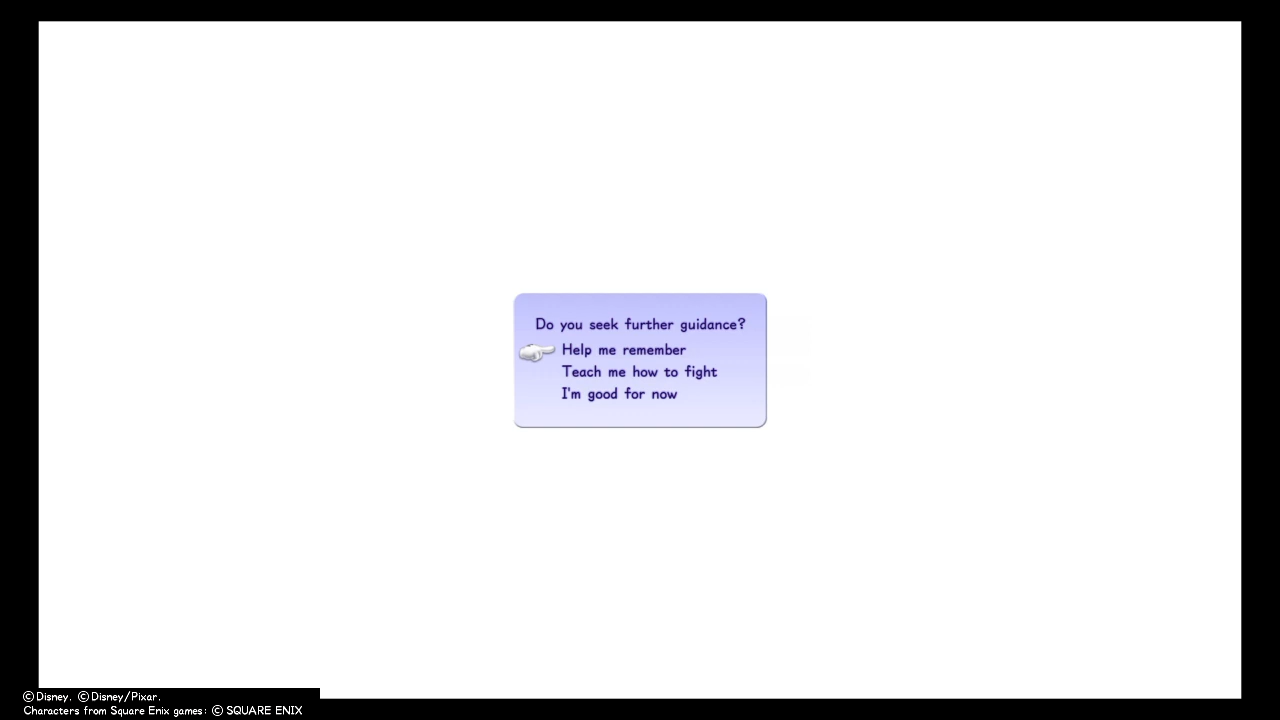 Do you seek further guidance?
Help me remember
Teach me how to fight
I'm good for now
©Disney. ©Disney/Pixar.
Characters from Square Enix games: © SQUARE ENIX